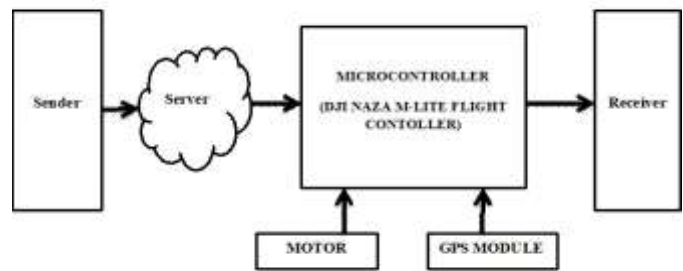 Sender
Server
MICROCONTROLLER
(DJI NAZA M-LITE FLIGHT
CONTOLLER)
Receiver
MOTOR
GPS MODULE